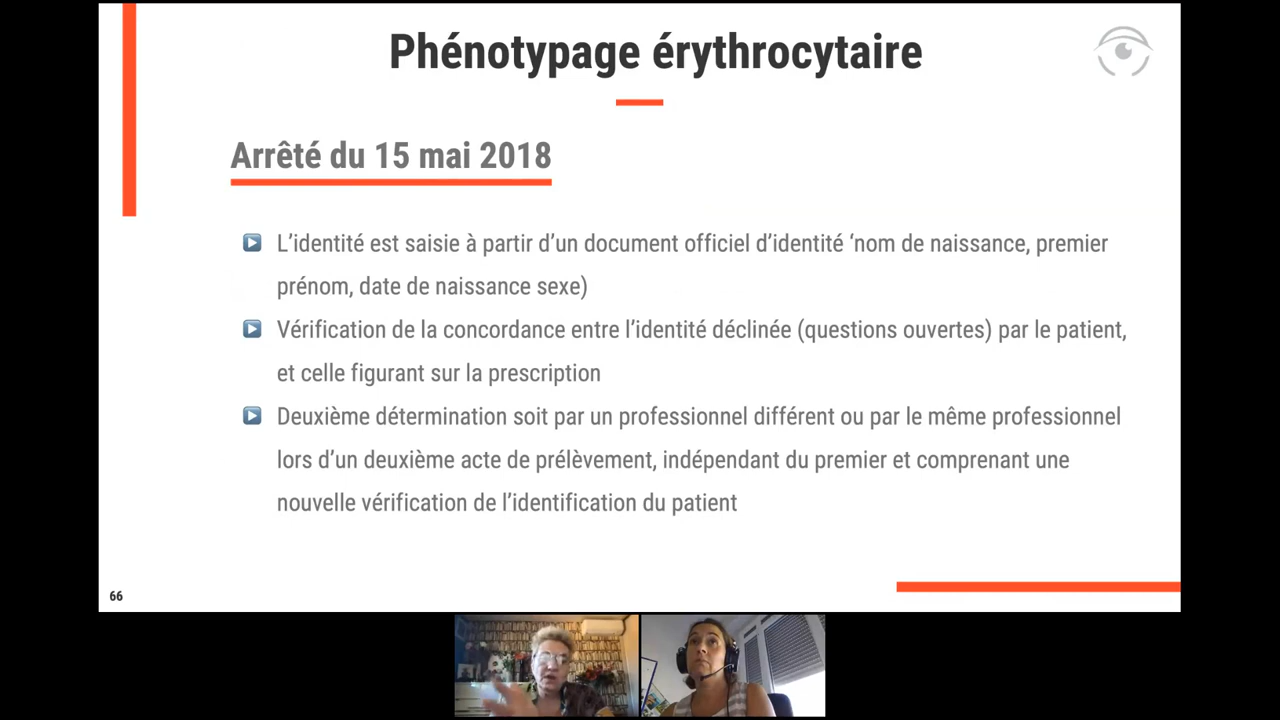 Phénotypage érythrocytaire
Arrêté du 15 mai 2018
L’identité est saisie à partir d’un document officiel d’identité ‘nom de naissance, premier
prénom, date de naissance sexe)
Vérification de la concordance entre l’identité déclinée (questions ouvertes) par le patient,
et celle figurant sur la prescription
Deuxième détermination soit par un professionnel différent ou par le même professionnel
lors d’un deuxième acte de prélèvement, indépendant du premier et comprenant une
nouvelle vérification de l’identification du patient
66